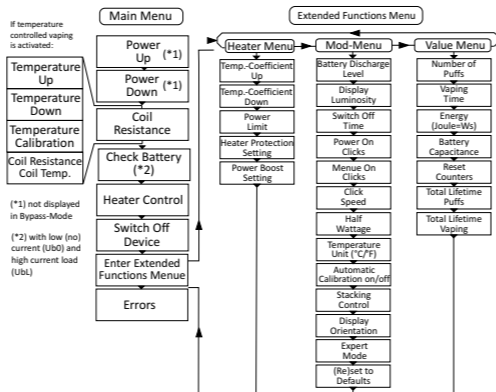 If temperature
controlled vaping
is activated:
Temperature
Up
Temperature
Down
Temperature
Calibration
Coil Resistance
Coil Temp.
(*1) not displayed
in Bypass-Mode
(*2) with low (no)
current (Ub0) and
high current load
(UbL)
Main Menu
Power
Up (*1)
Power
Down (*1)
Coil
Resistance
Check Battery
(*2)
Heater Control
Switch Off
Device
Enter Extended
Functions Menue
Errors
Extended Functions Menu
Heater Menu
Temp.-Coefficient
Up
Temp.-Coefficient
Down
Power
Limit
Heater Protection
Setting
Power Boost
Setting
Mod-Menu
Battery Discharge
Level
Display
Luminosity
Switch Off
Time
Power On
Clicks
Menue On
Clicks
Click
Speed
Half
Wattage
Temperature
Unit (°C/°F)
Automatic
Calibration on/off
Stacking
Control
Display
Orientation
Expert
Mode
(Re)set to
Defaults
Value Menu
Number of
Puffs
Vaping
Time
Energy
(Joule=Ws)
Battery
Capacitance
Reset
Counters
Total Lifetime
Puffs
Total Lifetime
Vaping